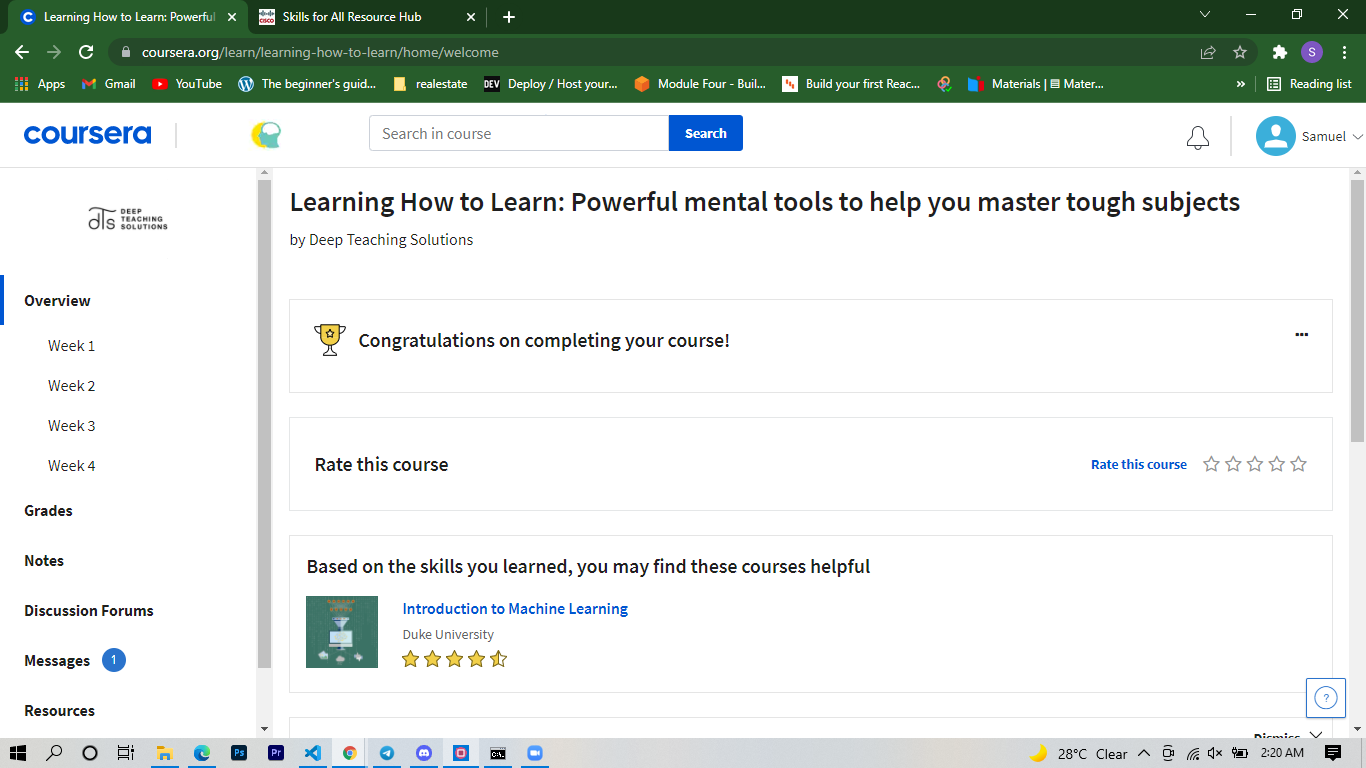 Learning How to Learn: Powerful
Skills for All Resource Hub
coursera.org/learn/learning-how-to-learn/home/welcome
S
Apps
Gmail
YouTube
The beginner's guid...
realestate
DEV
Deploy / Host your...
Module Four - Buil...
Build your first Reac...
Materials | 目 Mater...
»
Reading list
coursera
Search in course
Search
Samuel
dTs DEEP
TEACHING
SOLUTIONS
Overview
Week 1
Week 2
Week 3
Week 4
Grades
Notes
Discussion Forums
Messages 1
Resources
Learning How to Learn: Powerful mental tools to help you master tough subjects
by Deep Teaching Solutions
Congratulations on completing your course!
Rate this course
Rate this course
Based on the skills you learned, you may find these courses helpful
Introduction to Machine Learning
Duke University
?
Dismiss
Ps
Pr
C:\
28°C Clear
2:20 AM